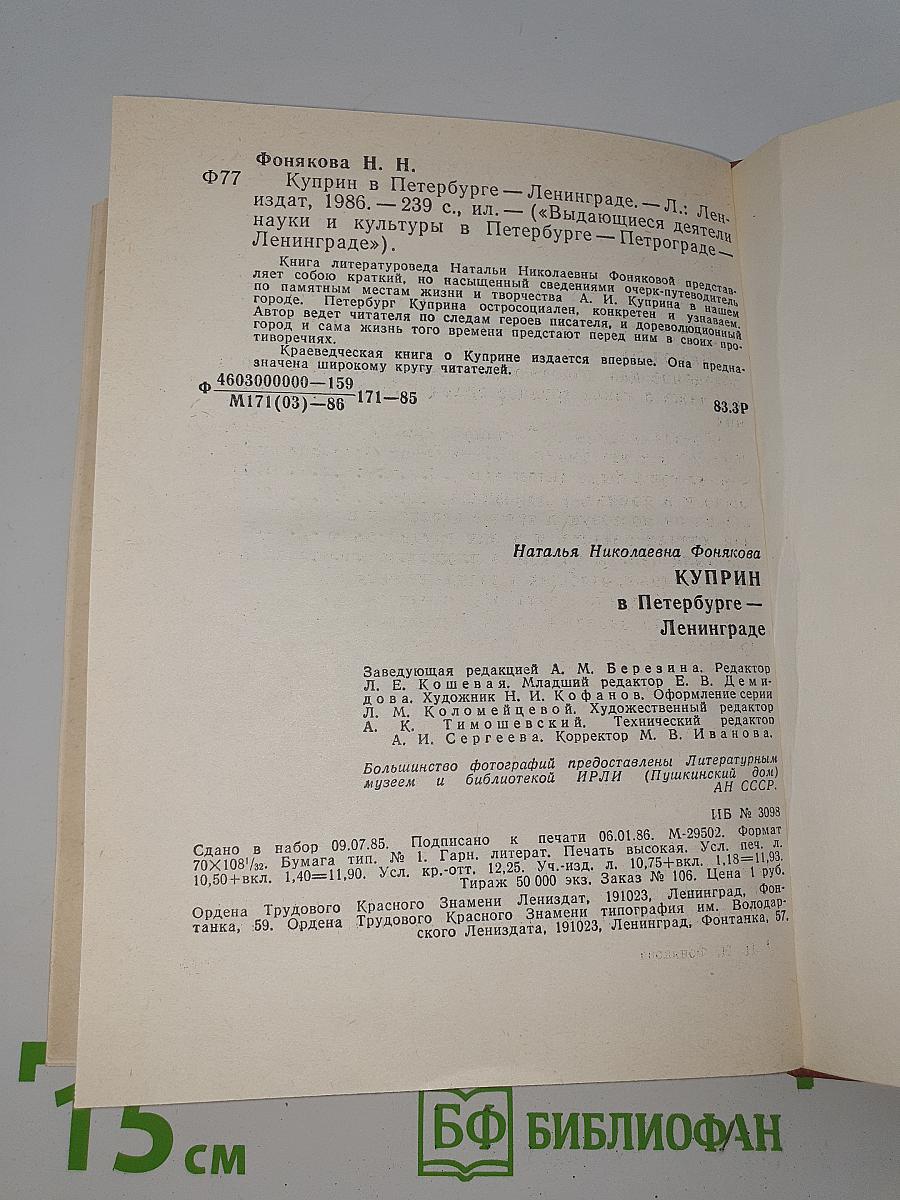 Фонякова Н. Н.
Ф77 Куприн в Петербурге — Ленинграде. — Л.: Лен-
издат, 1986. — 239 с., ил. — («Выдающиеся деятели
науки и культуры в Петербурге — Петрограде —
Ленинграде»).
Книга литературоведа Натальи Николаевны Фоняковой представ-
ляет собою краткий, но насыщенный сведениями очерк-путеводитель
по памятным местам жизни и творчества А. И. Куприна в нашем
городе. Петербург Куприна остросоциален, конкретен и узнаваем.
Автор ведет читателя по следам героев писателя, и дореволюционный
город и сама жизнь того времени предстают перед ним в своих про-
тиворечиях.
Краеведческая книга о Куприне издается впервые. Она предна-
значена широкому кругу читателей.
Ф 4603000000—159
М171(03)—86 171—85
83.3Р
Наталья Николаевна Фонякова
КУПРИН
в Петербурге —
Ленинграде
Заведующая редакцией А. М. Березина. Редактор
Л. Е. Кошевая. Младший редактор Е. В. Деми-
дова. Художник Н. И. Кофанов. Оформление серии
Л. М. Коломейцевой. Художественный редактор
А. К. Тимошевский. Технический редактор
А. И. Сергеева. Корректор М. В. Иванова.
Большинство фотографий предоставлены Литературным
музеем и библиотекой ИРЛИ (Пушкинский дом)
АН СССР.
ИБ № 3098
Сдано в набор 09.07.85. Подписано к печати 06.01.86. М-29502. Формат
70×108¹/₃₂. Бумага тип. № 1. Гарн. литерат. Печать высокая. Усл. печ. л.
10,50+вкл. 1,40=11,90. Усл. кр.-отт. 12,25. Уч.-изд. л. 10,75+вкл. 1,18=11,93.
Тираж 50 000 экз. Заказ № 106. Цена 1 руб.
Ордена Трудового Красного Знамени Лениздат, 191023, Ленинград, Фон-
танка, 59. Ордена Трудового Красного Знамени типография им. Володар-
ского Лениздата, 191023, Ленинград, Фонтанка, 57.
15 см
БФ БИБЛИОФАН